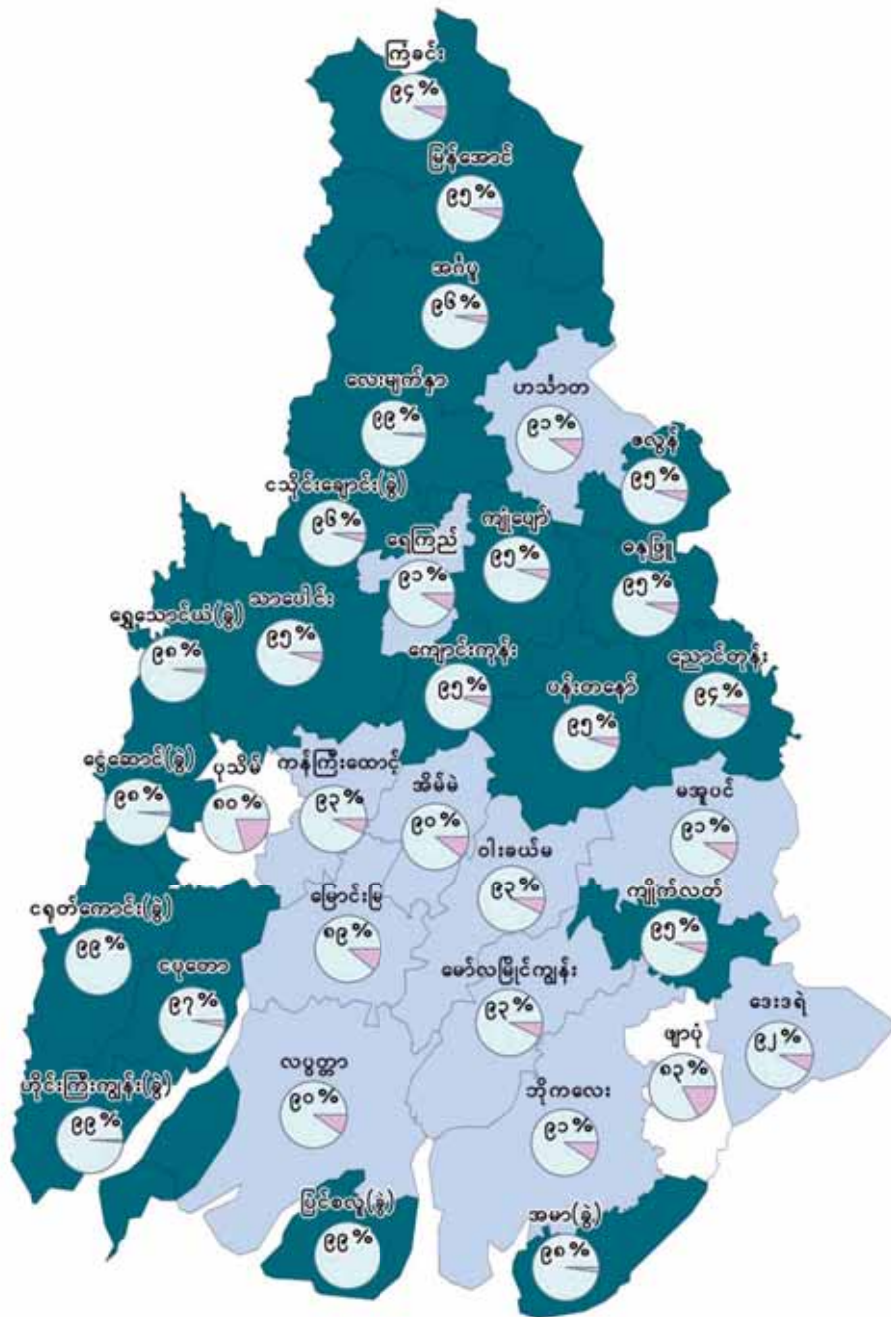 ကြံခင်း
၉၄%
မြန်အောင်
၉၅%
အင်္ဂပူ
၉၆%
လေးမျက်နှာ
၉၉%
ဟင်္သာတ
၉၁%
ဇလွန်
၉၅%
ငသိုင်းချောင်း(ခွဲ)
၉၆%
ရေကြည်
၉၁%
ကျုံပျော်
၉၅%
ဓနုဖြူ
၉၅%
ရွှေသောင်ယံ(ခွဲ)
၉၈%
သာပေါင်း
၉၅%
ကျောင်းကုန်း
၉၅%
ပန်းတနော်
၉၅%
ညောင်တုန်း
၉၄%
ငွေဆောင်(ခွဲ)
၉၈%
ပုသိမ်
၈၀%
ကန်ကြီးထောင့်
၉၃%
အိမ်မဲ
၉၀%
ဝါးခယ်မ
၉၃%
မအူပင်
၉၁%
ငရုတ်ကောင်း(ခွဲ)
၉၉%
ငပုတော
၉၇%
မြောင်းမြ
၈၉%
မော်လမြိုင်ကျွန်း
၉၃%
ကျိုက်လတ်
၉၅%
ဒေးဒရဲ
၉၂%
ဟိုင်းကြီးကျွန်း(ခွဲ)
၉၉%
လပွတ္တာ
၉၀%
ဘိုကလေး
၉၁%
ဖျာပုံ
၈၃%
ပြင်စလူ(ခွဲ)
၉၉%
အမာ(ခွဲ)
၉၈%